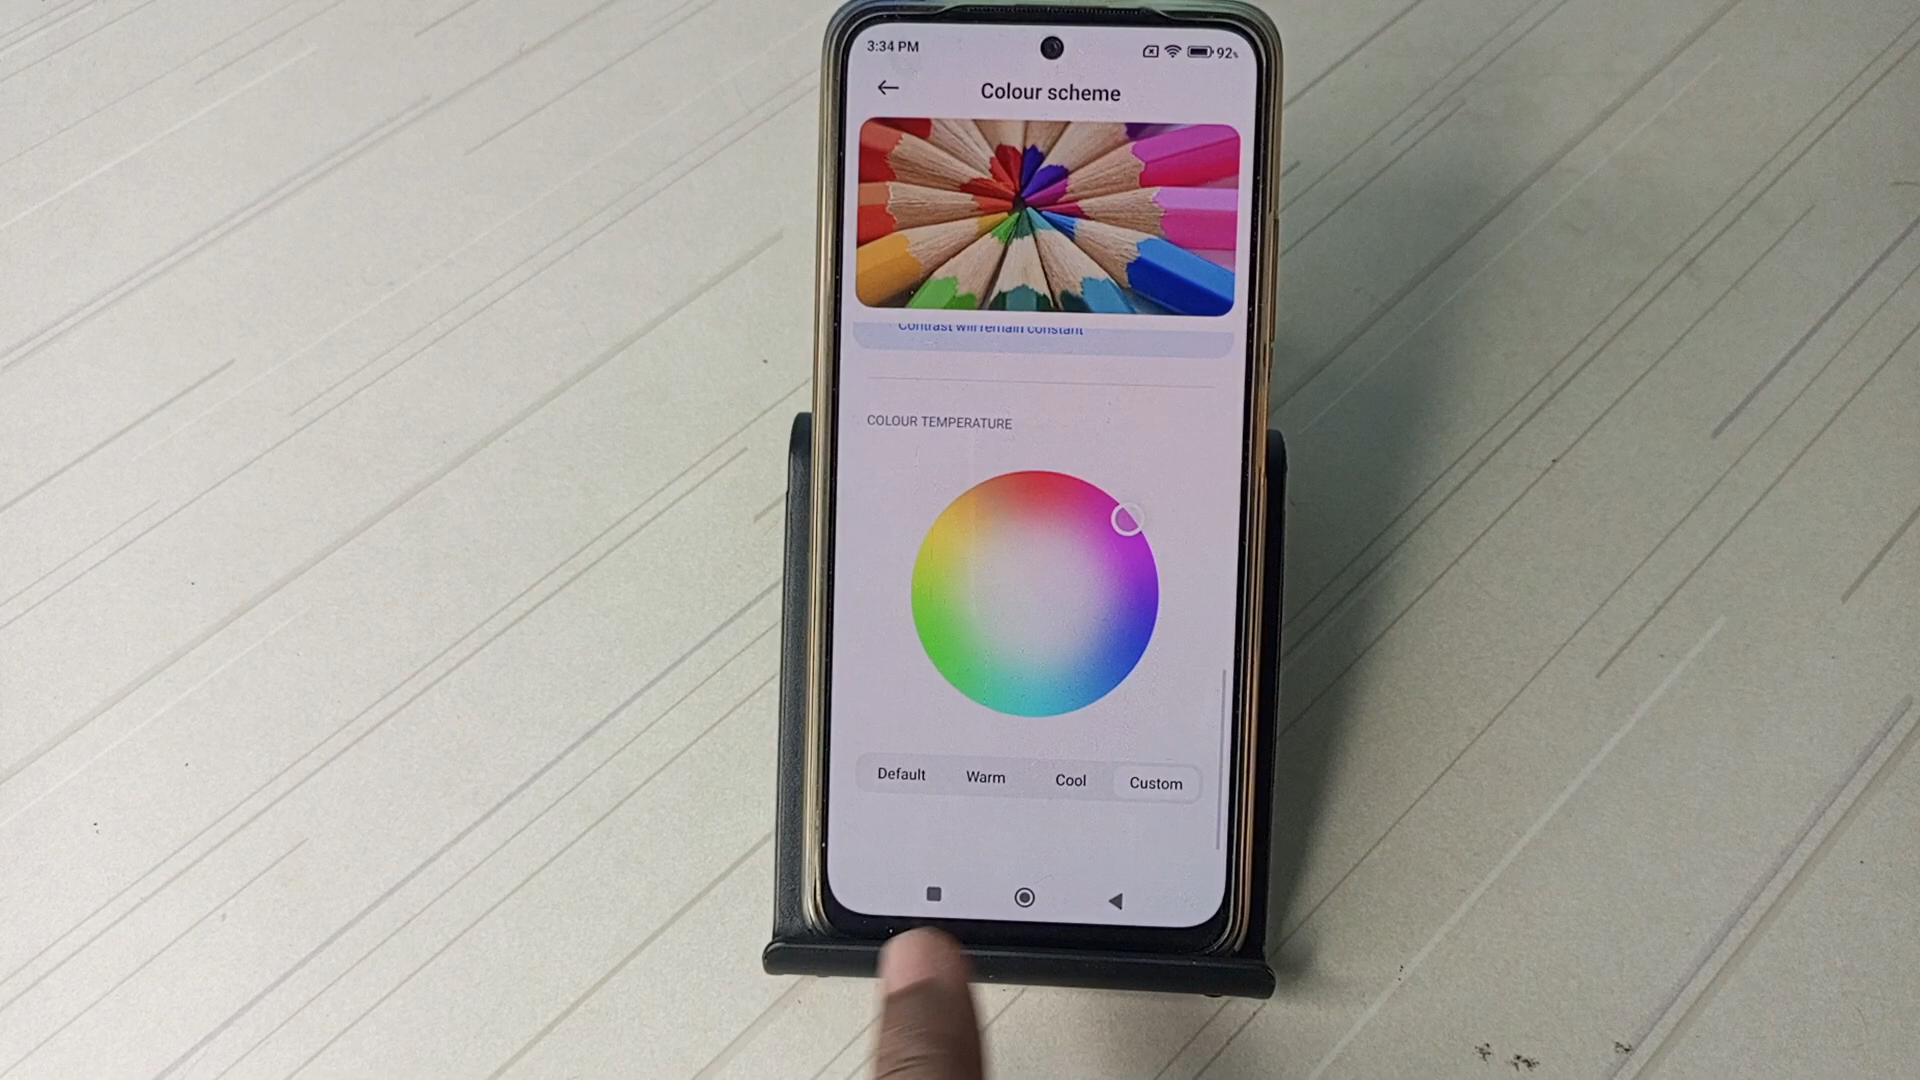 3:34 PM
92%
Colour scheme
Contrast will remain constant
COLOUR TEMPERATURE
Default Warm Cool Custom